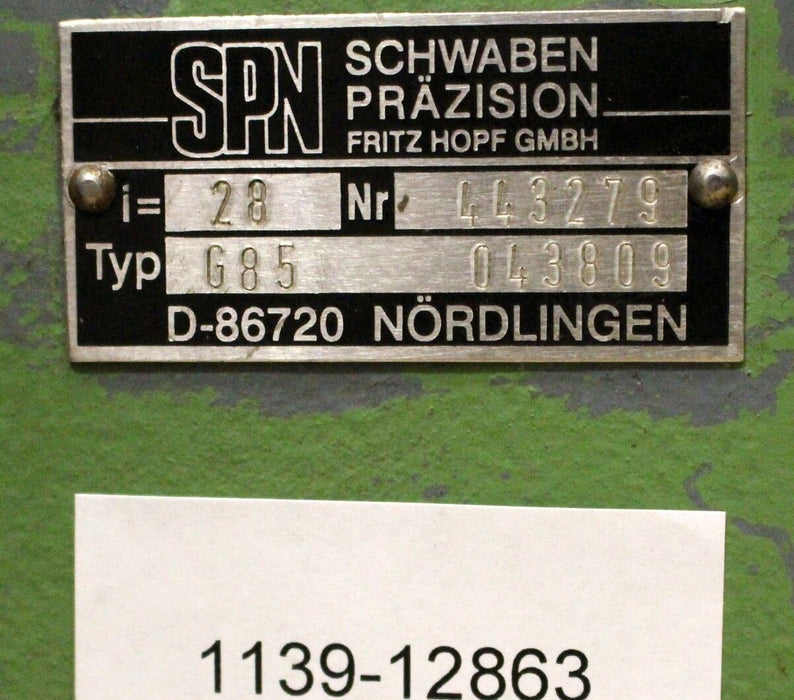 SPN SCHWABEN
PRÄZISION
FRITZ HOPF GMBH
i= 28 Nr 443279
Typ G85 043809
D-86720 NÖRDLINGEN
1139-12863